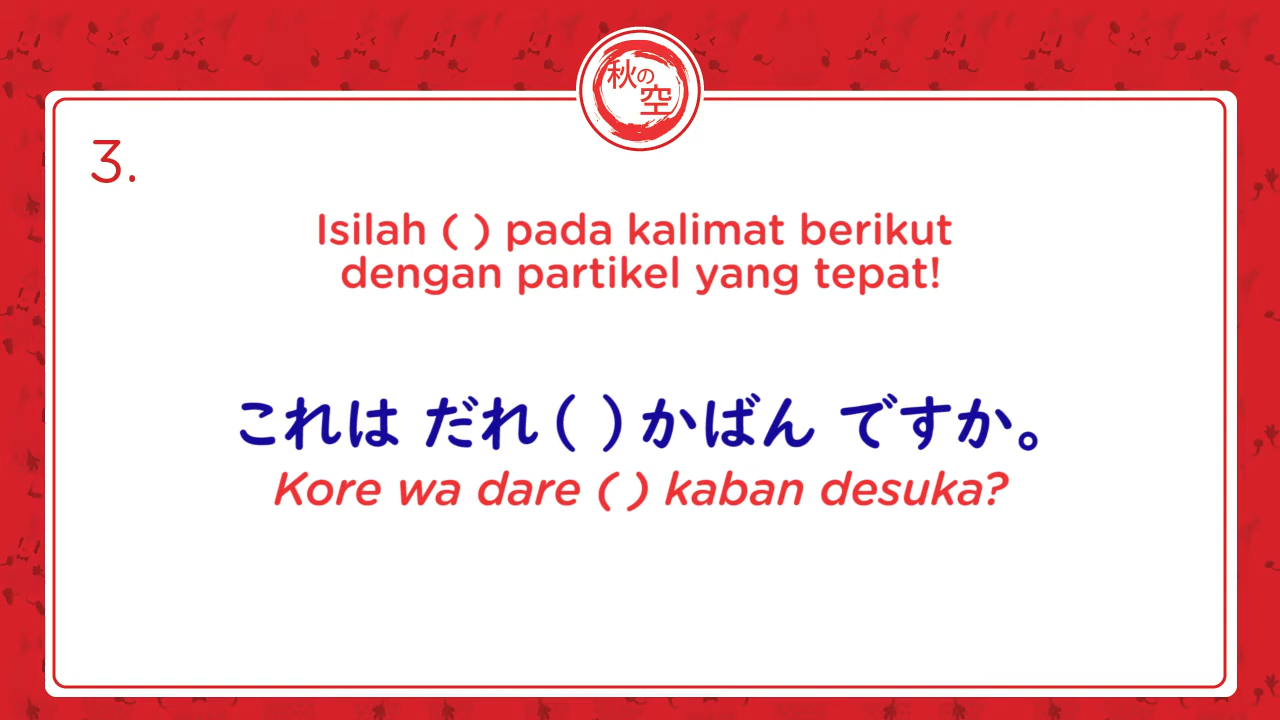 秋の
空
3.
Isilah ( ) pada kalimat berikut
dengan partikel yang tepat!
これは だれ ( ) かばん ですか。
Kore wa dare ( ) kaban desuka?